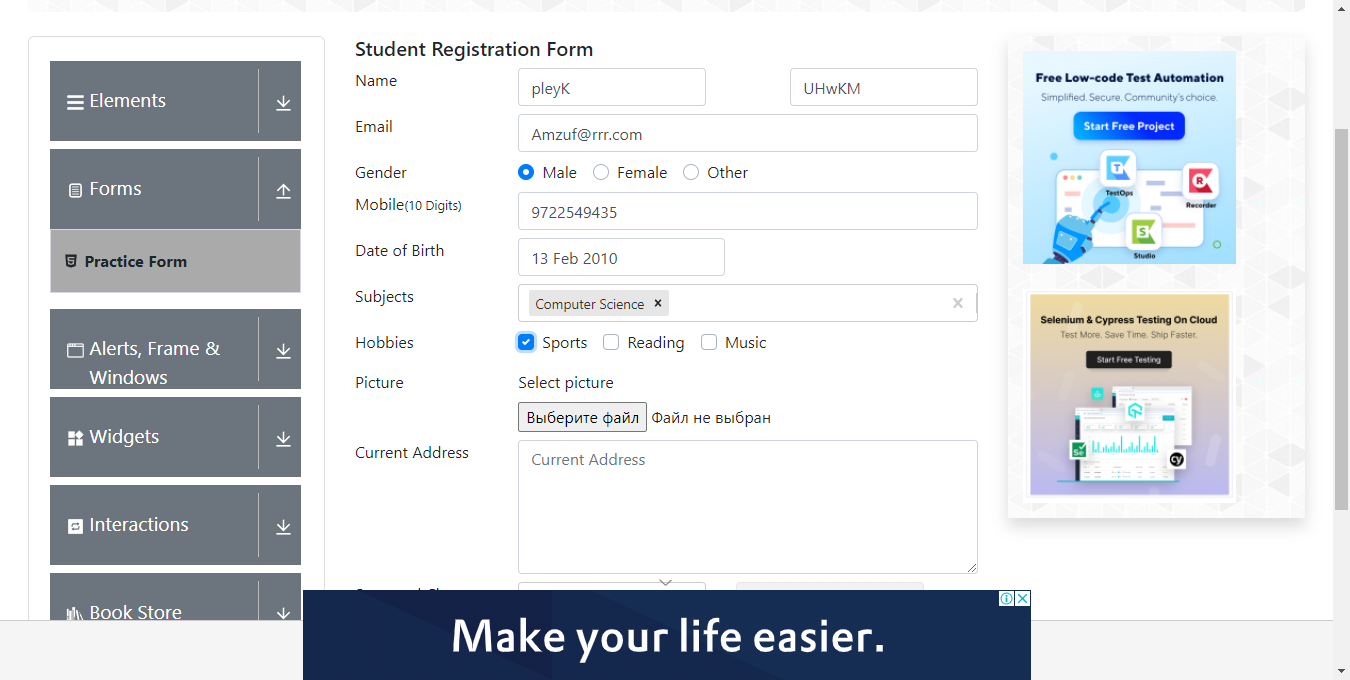 Elements
Forms
Practice Form
Alerts, Frame &
Windows
Widgets
Interactions
Book Store
Student Registration Form
Name
pleyK
UHwKM
Email
Amzuf@rrr.com
Gender
Male
Female
Other
Mobile(10 Digits)
9722549435
Date of Birth
13 Feb 2010
Subjects
Computer Science
Hobbies
Sports
Reading
Music
Picture
Select picture
Выберите файл Файл не выбран
Current Address
Current Address
Free Low-code Test Automation
Simplified. Secure. Community's choice.
Start Free Project
TestOps
Recorder
Studio
Selenium & Cypress Testing On Cloud
Test More. Save Time. Ship Faster.
Start Free Testing
Se
cy
Make your life easier.